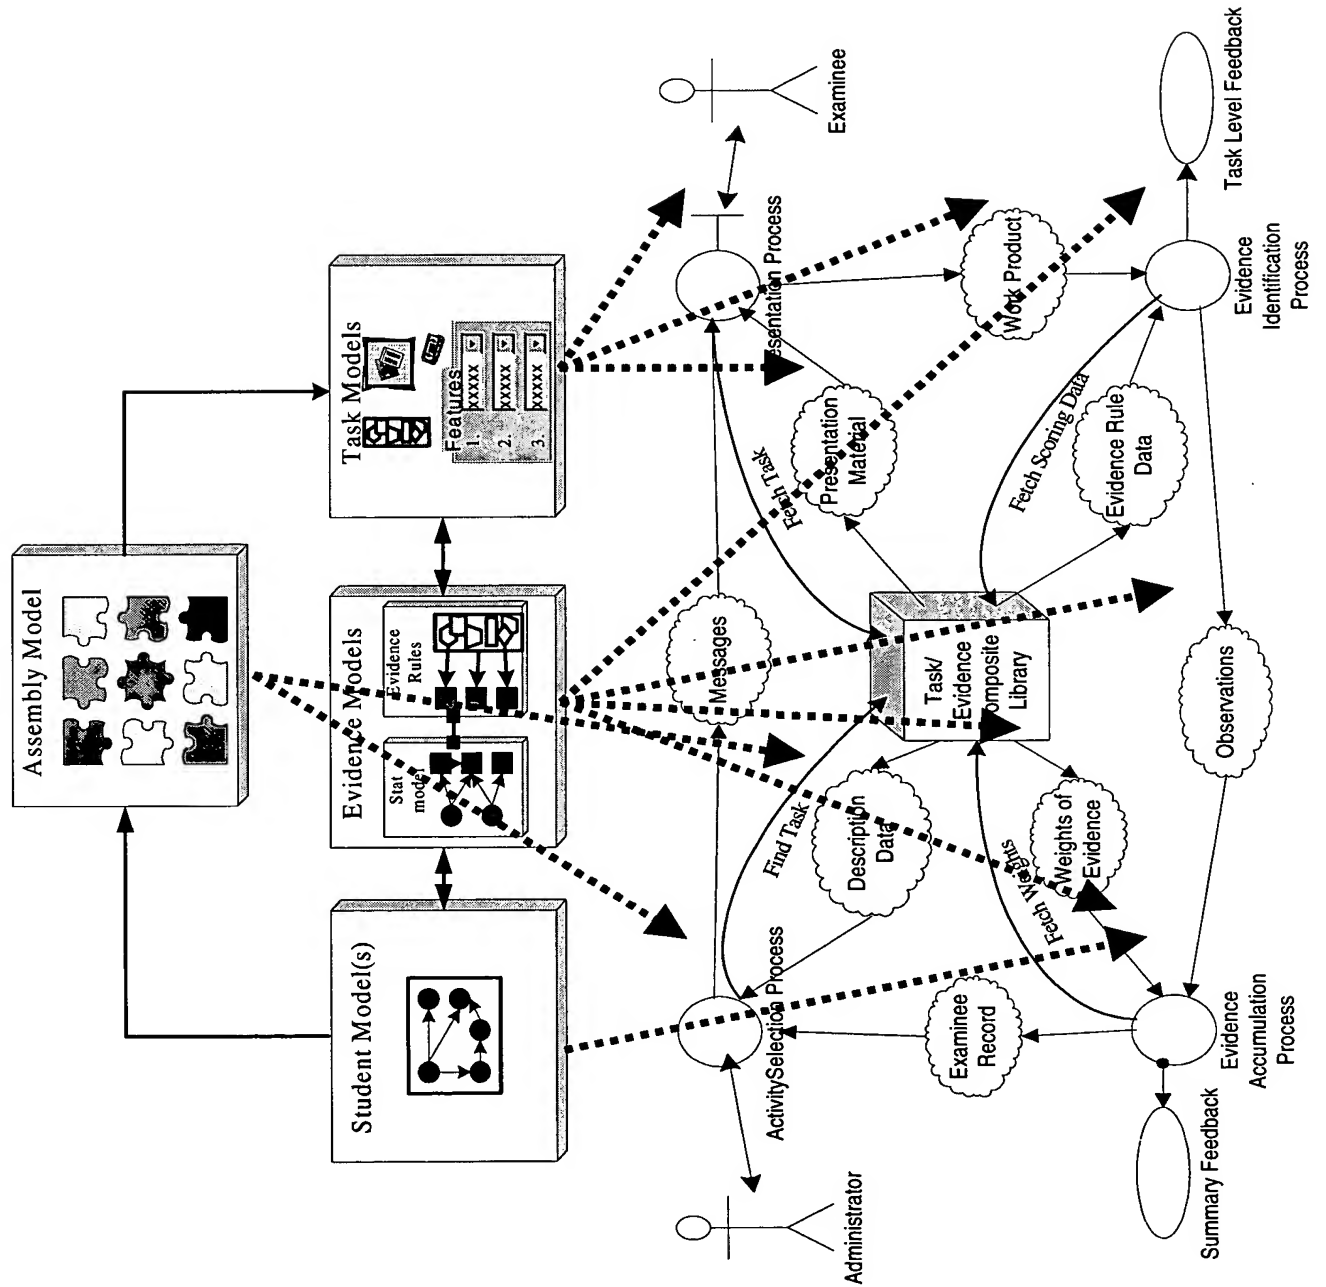 Assembly Model
Student Model(s)
Evidence Models
Stat
model
Evidence
Rules
Task Models
Features
1. xxxxx
2. xxxxx
3. xxxxx
Administrator
ActivitySelection Process
Messages
Presentation Process
Examinee
Find Task
Fetch Task
Description
Data
Presentation
Material
Task/
Evidence
Composite
Library
Examinee
Record
Fetch Weights
Weights of
Evidence
Fetch Scoring Data
Evidence Rule
Data
Work Product
Summary Feedback
Evidence
Accumulation
Process
Observations
Evidence
Identification
Process
Task Level Feedback